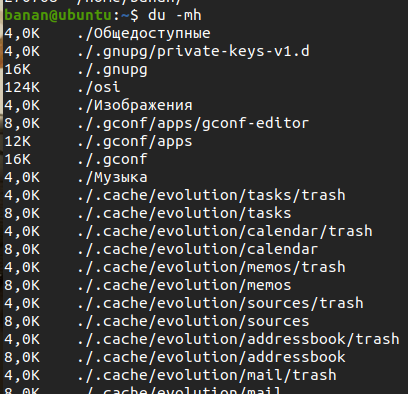 banan@ubuntu:~$ du -mh
4,0K ./Общедоступные
4,0K ./.gnupg/private-keys-v1.d
16K ./.gnupg
124K ./osi
4,0K ./Изображения
8,0K ./.gconf/apps/gconf-editor
12K ./.gconf/apps
16K ./.gconf
4,0K ./Музыка
4,0K ./.cache/evolution/tasks/trash
8,0K ./.cache/evolution/tasks
4,0K ./.cache/evolution/calendar/trash
8,0K ./.cache/evolution/calendar
4,0K ./.cache/evolution/memos/trash
8,0K ./.cache/evolution/memos
4,0K ./.cache/evolution/sources/trash
8,0K ./.cache/evolution/sources
4,0K ./.cache/evolution/addressbook/trash
8,0K ./.cache/evolution/addressbook
4,0K ./.cache/evolution/mail/trash
8,0K ./.cache/evolution/mail